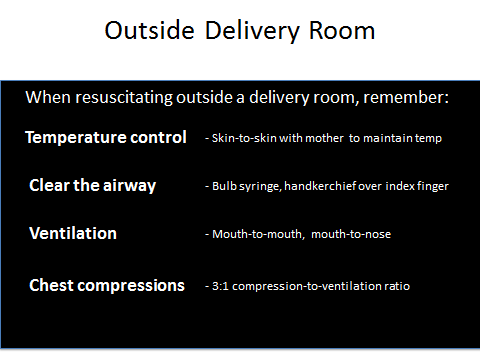 Outside Delivery Room
When resuscitating outside a delivery room, remember:
Temperature control - Skin-to-skin with mother to maintain temp
Clear the airway - Bulb syringe, handkerchief over index finger
Ventilation - Mouth-to-mouth, mouth-to-nose
Chest compressions - 3:1 compression-to-ventilation ratio